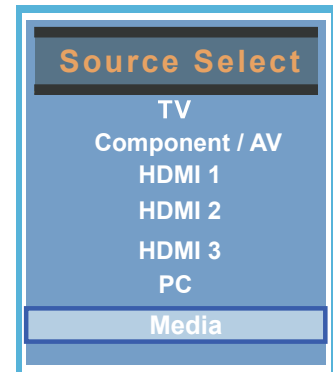 Source Select
TV
Component / AV
HDMI 1
HDMI 2
HDMI 3
PC
Media